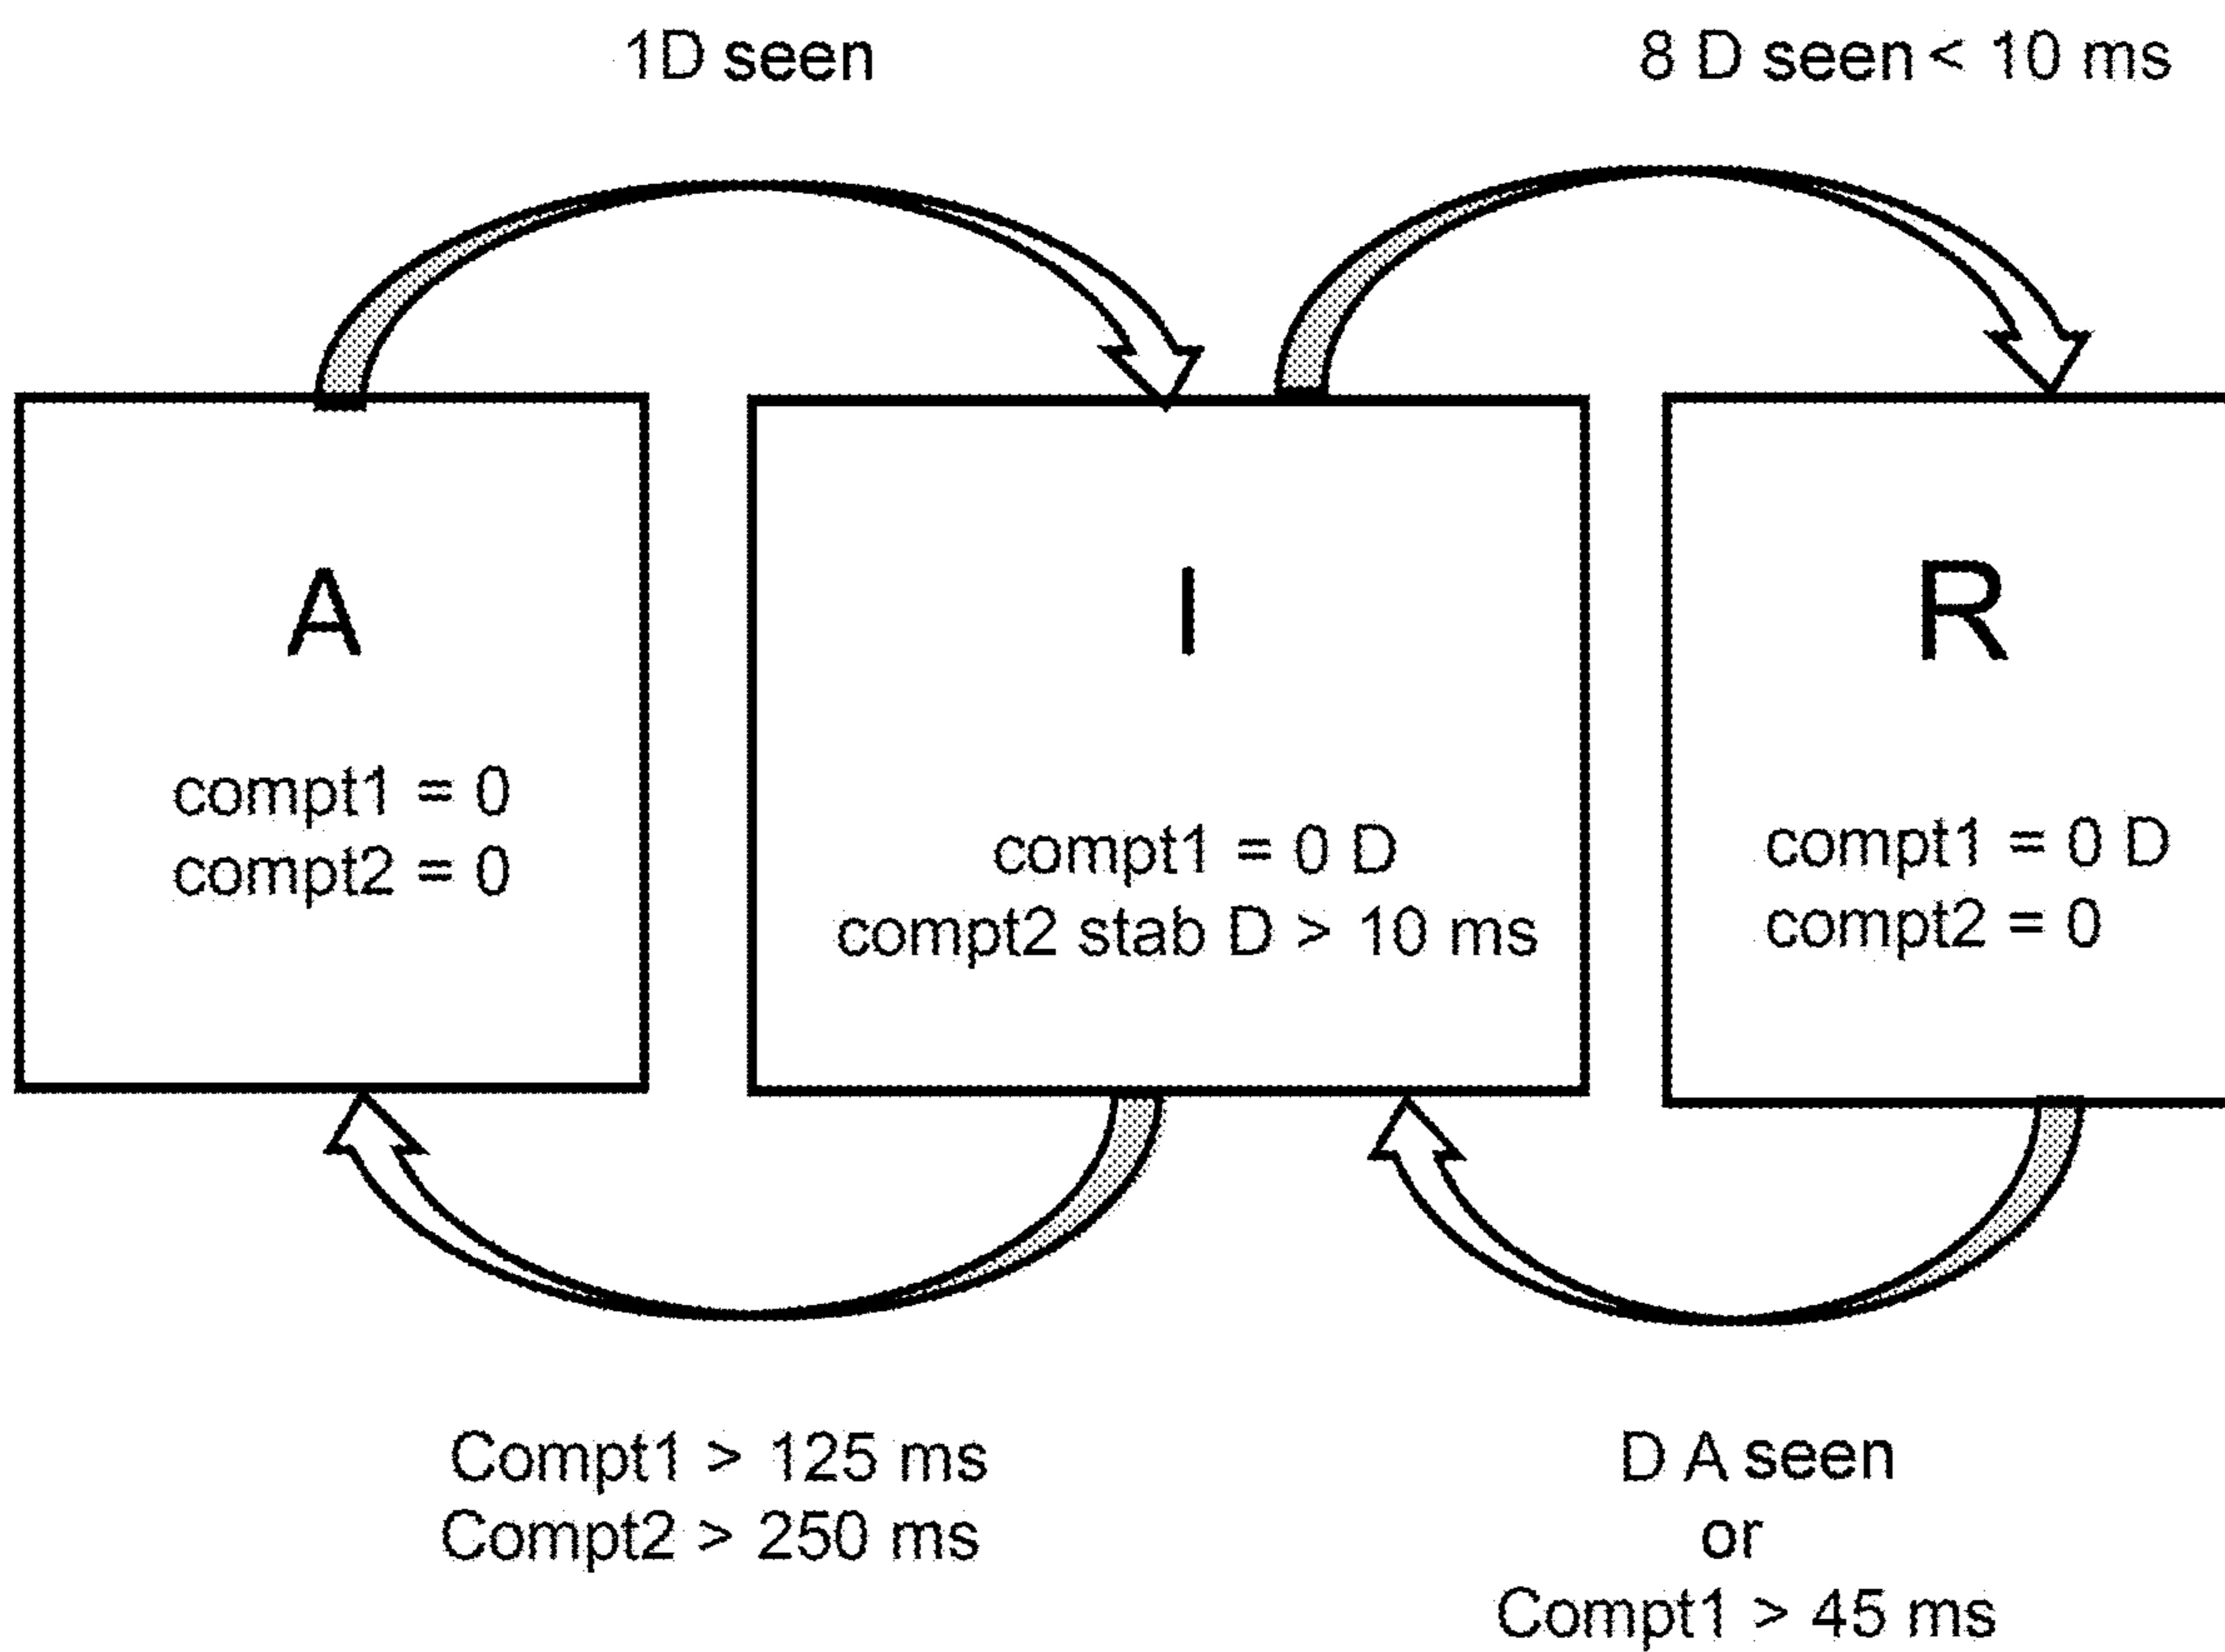 1D seen
8 D seen < 10 ms
A
compt1 = 0
compt2 = 0
I
compt1 = 0 D
compt2 stab D > 10 ms
R
compt1 = 0 D
compt2 = 0
Compt1 > 125 ms
Compt2 > 250 ms
D A seen
or
Compt1 > 45 ms